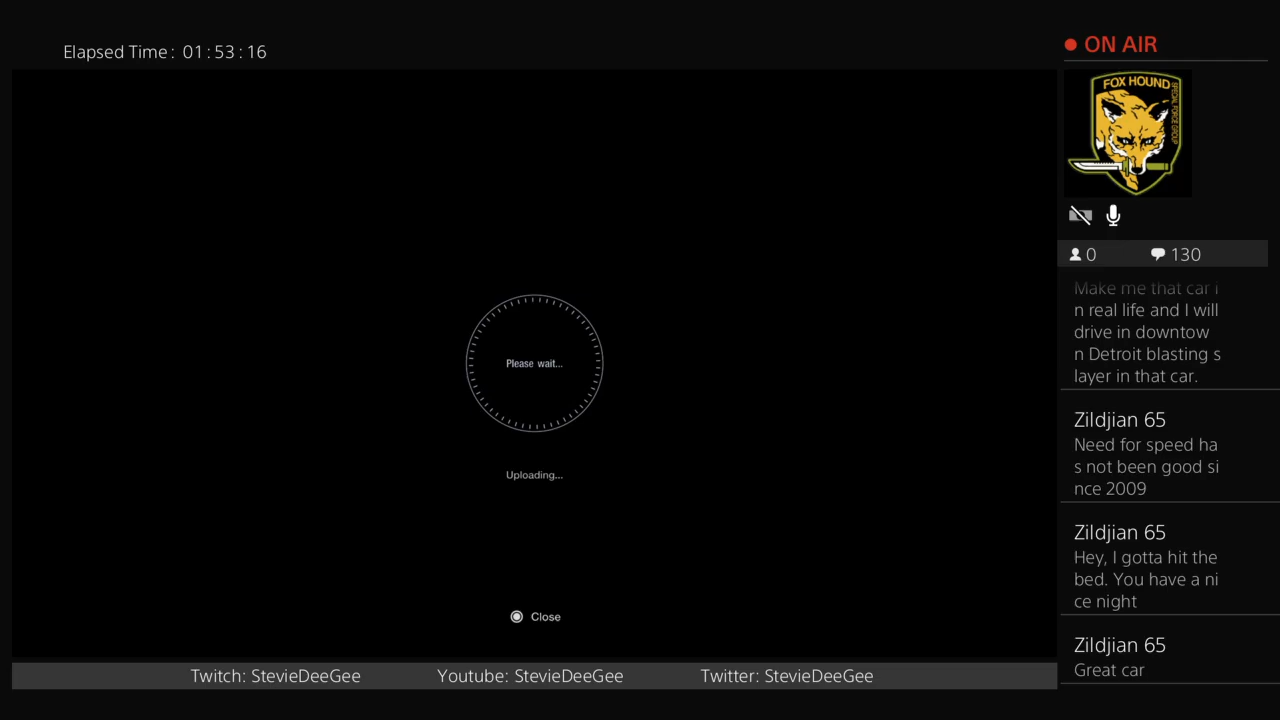 Elapsed Time: 01:53:16
ON AIR
FOX HOUND
SPECIAL FORCE GROUP
0 130
Make me that car i
n real life and I will
drive in downtow
n Detroit blasting s
layer in that car.
Zildjian 65
Need for speed ha
s not been good si
nce 2009
Zildjian 65
Hey, I gotta hit the
bed. You have a ni
ce night
Zildjian 65
Great car
Please wait...
Uploading...
Close
Twitch: StevieDeeGee Youtube: StevieDeeGee Twitter: StevieDeeGee